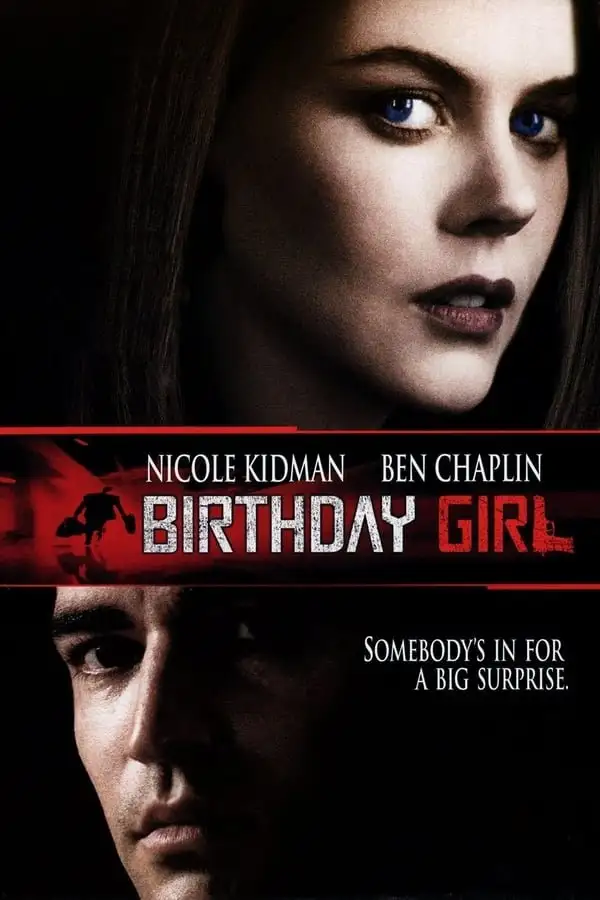 NICOLE KIDMAN BEN CHAPLIN
BIRTHDAY GIRL
SOMEBODY'S IN FOR
A BIG SURPRISE.